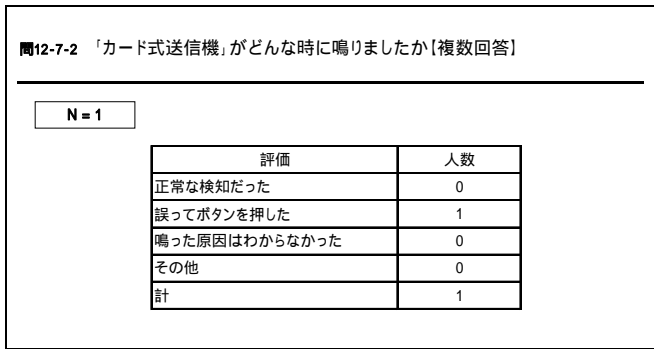 問12-7-2 「カード式送信機」がどんな時に鳴りましたか【複数回答】
N = 1
評価 人数
正常な検知だった 0
誤ってボタンを押した 1
鳴った原因はわからなかった 0
その他 0
計 1